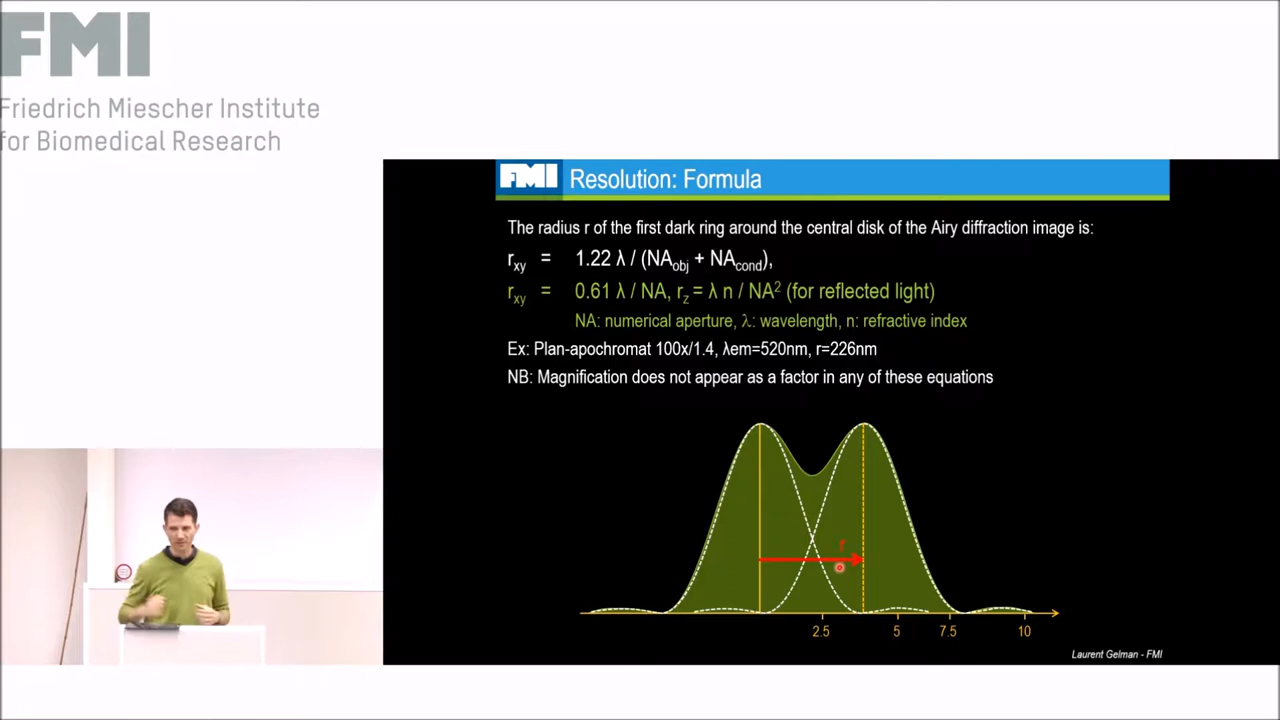 FMI
Friedrich Miescher Institute
for Biomedical Research
FMI Resolution: Formula
The radius r of the first dark ring around the central disk of the Airy diffraction image is:
rxy = 1.22 λ / (NAobj + NAcond),
rxy = 0.61 λ / NA, rz = λ n / NA² (for reflected light)
NA: numerical aperture, λ: wavelength, n: refractive index
Ex: Plan-apochromat 100x/1.4, λem=520nm, r=226nm
NB: Magnification does not appear as a factor in any of these equations
r
2.5 5 7.5 10
Laurent Gelman - FMI